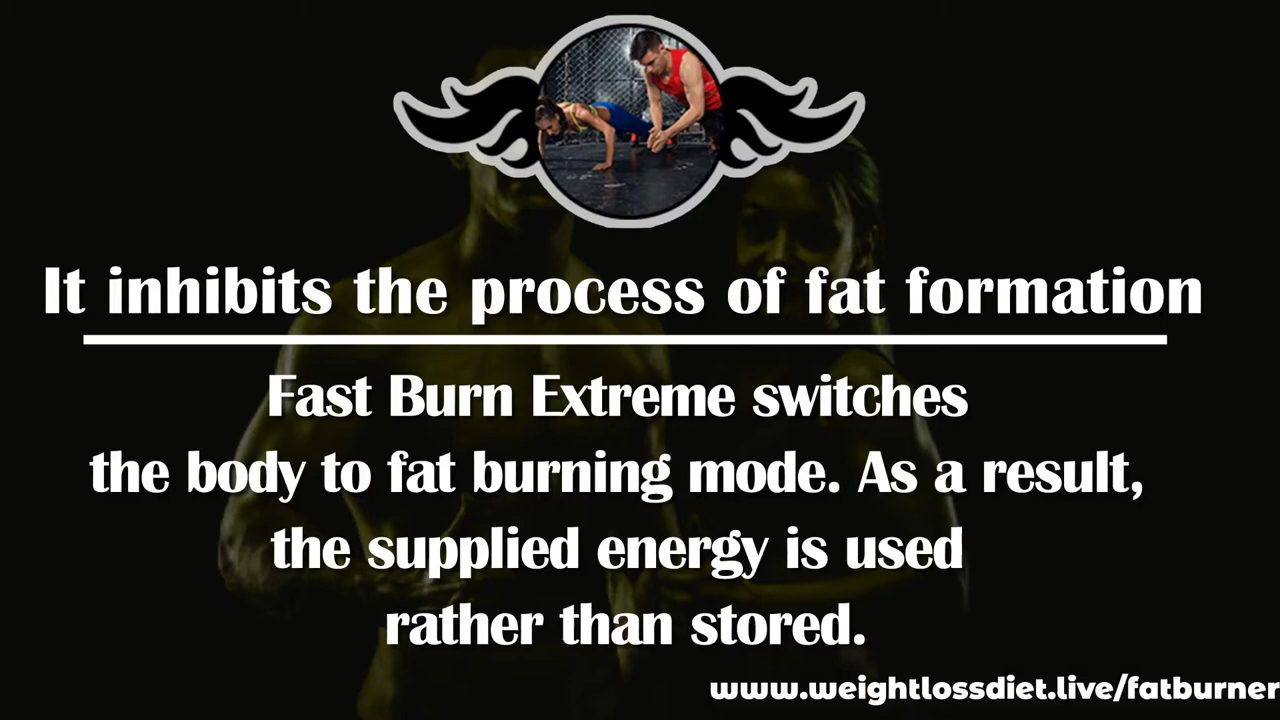 It inhibits the process of fat formation
Fast Burn Extreme switches
the body to fat burning mode. As a result,
the supplied energy is used
rather than stored.
www.weightlossdiet.live/fatburner